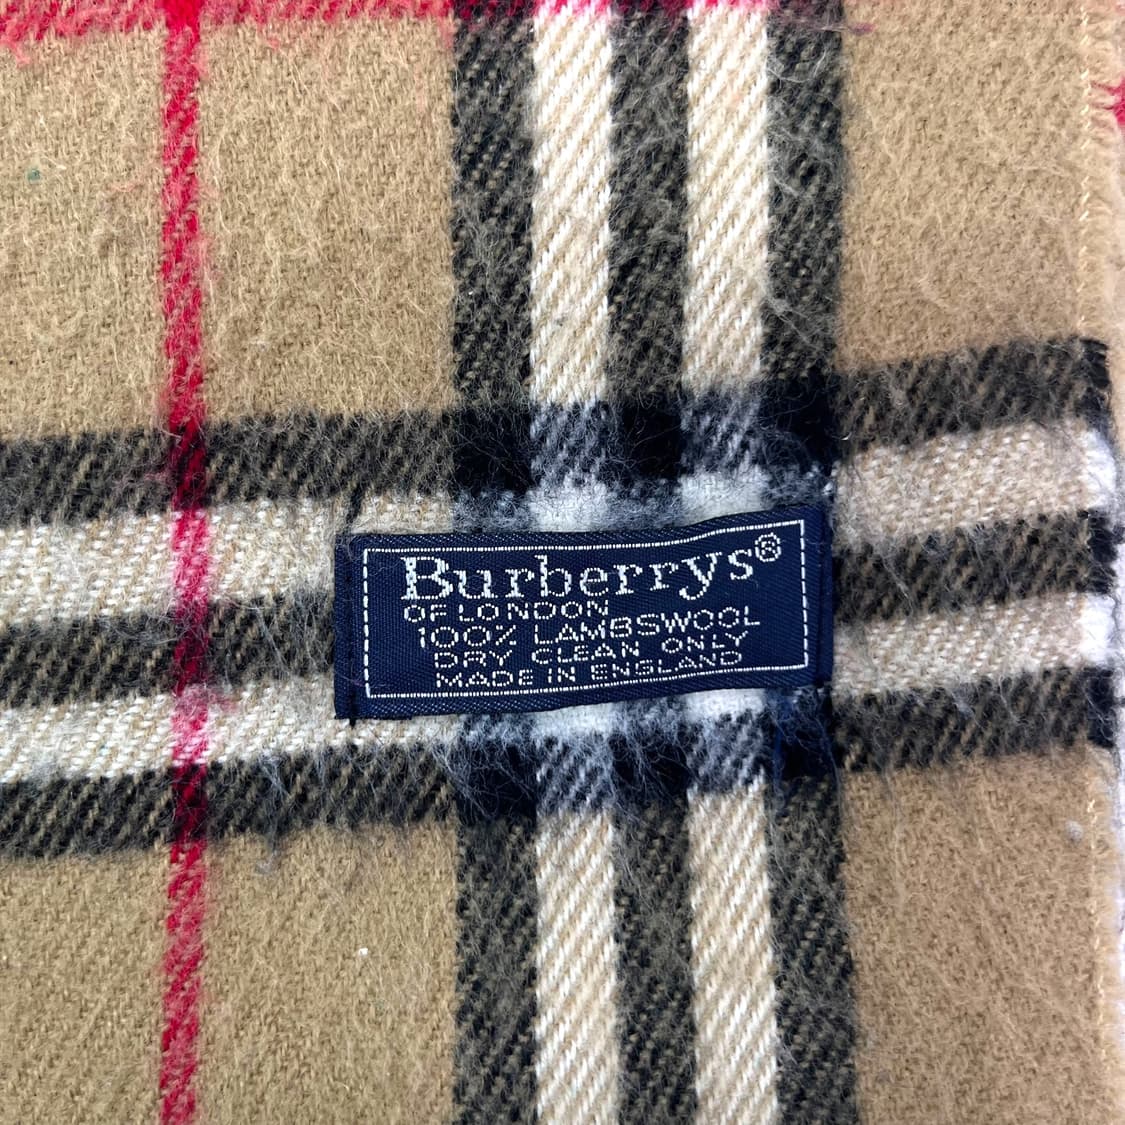 Burberrys®
OF LONDON
100% LAMBSWOOL
DRY CLEAN ONLY
MADE IN ENGLAND